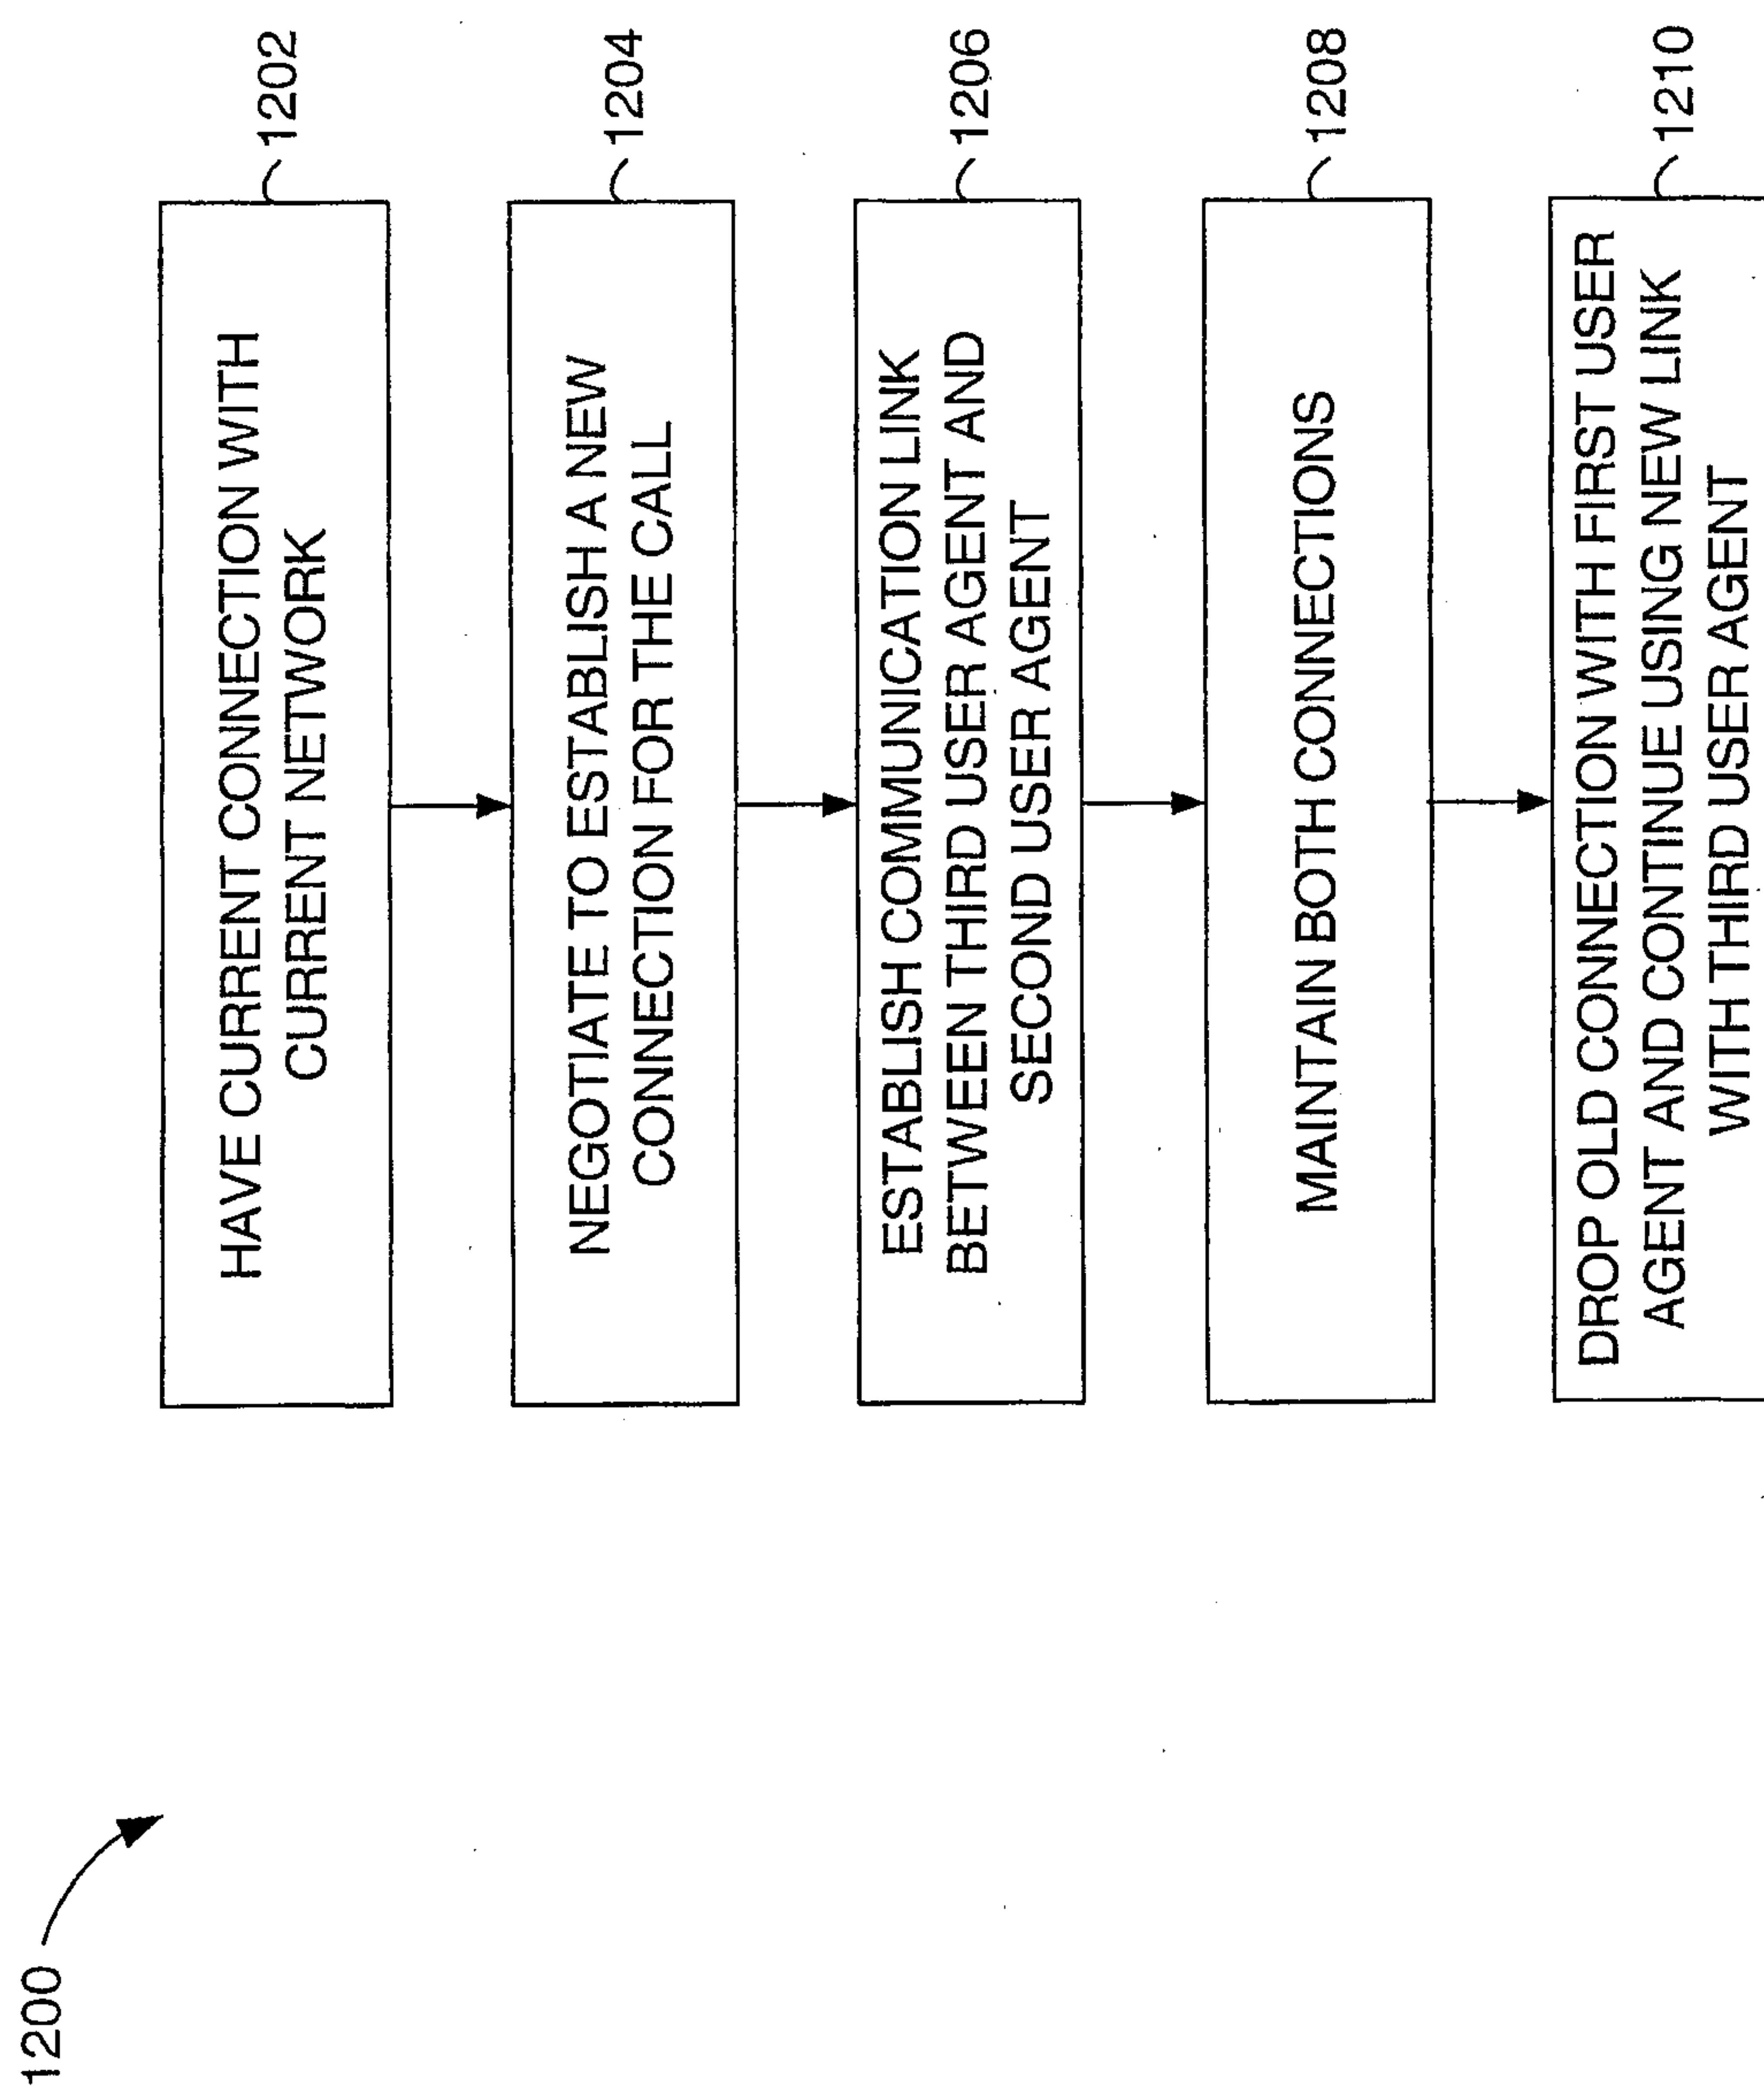 1200
HAVE CURRENT CONNECTION WITH
CURRENT NETWORK
1202
NEGOTIATE TO ESTABLISH A NEW
CONNECTION FOR THE CALL
1204
ESTABLISH COMMUNICATION LINK
BETWEEN THIRD USER AGENT AND
SECOND USER AGENT
1206
MAINTAIN BOTH CONNECTIONS
1208
DROP OLD CONNECTION WITH FIRST USER
AGENT AND CONTINUE USING NEW LINK
WITH THIRD USER AGENT
1210